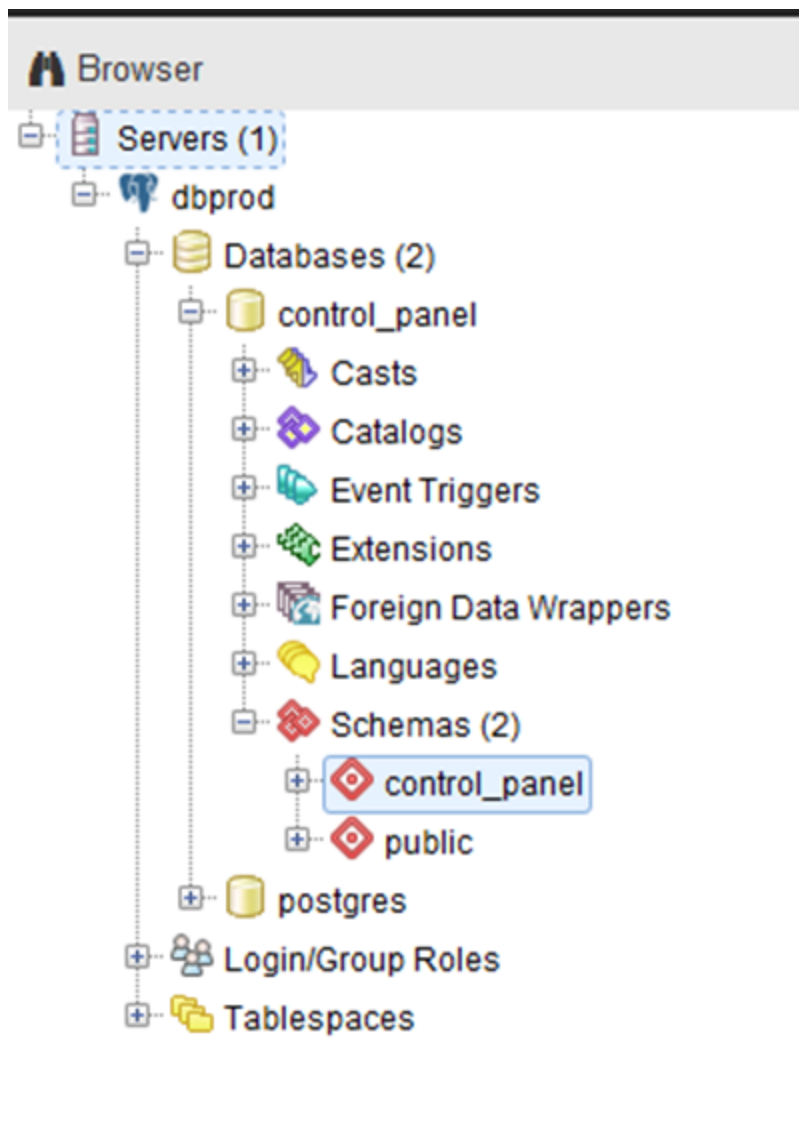 Browser
Servers (1)
dbprod
Databases (2)
control_panel
Casts
Catalogs
Event Triggers
Extensions
Foreign Data Wrappers
Languages
Schemas (2)
control_panel
public
postgres
Login/Group Roles
Tablespaces